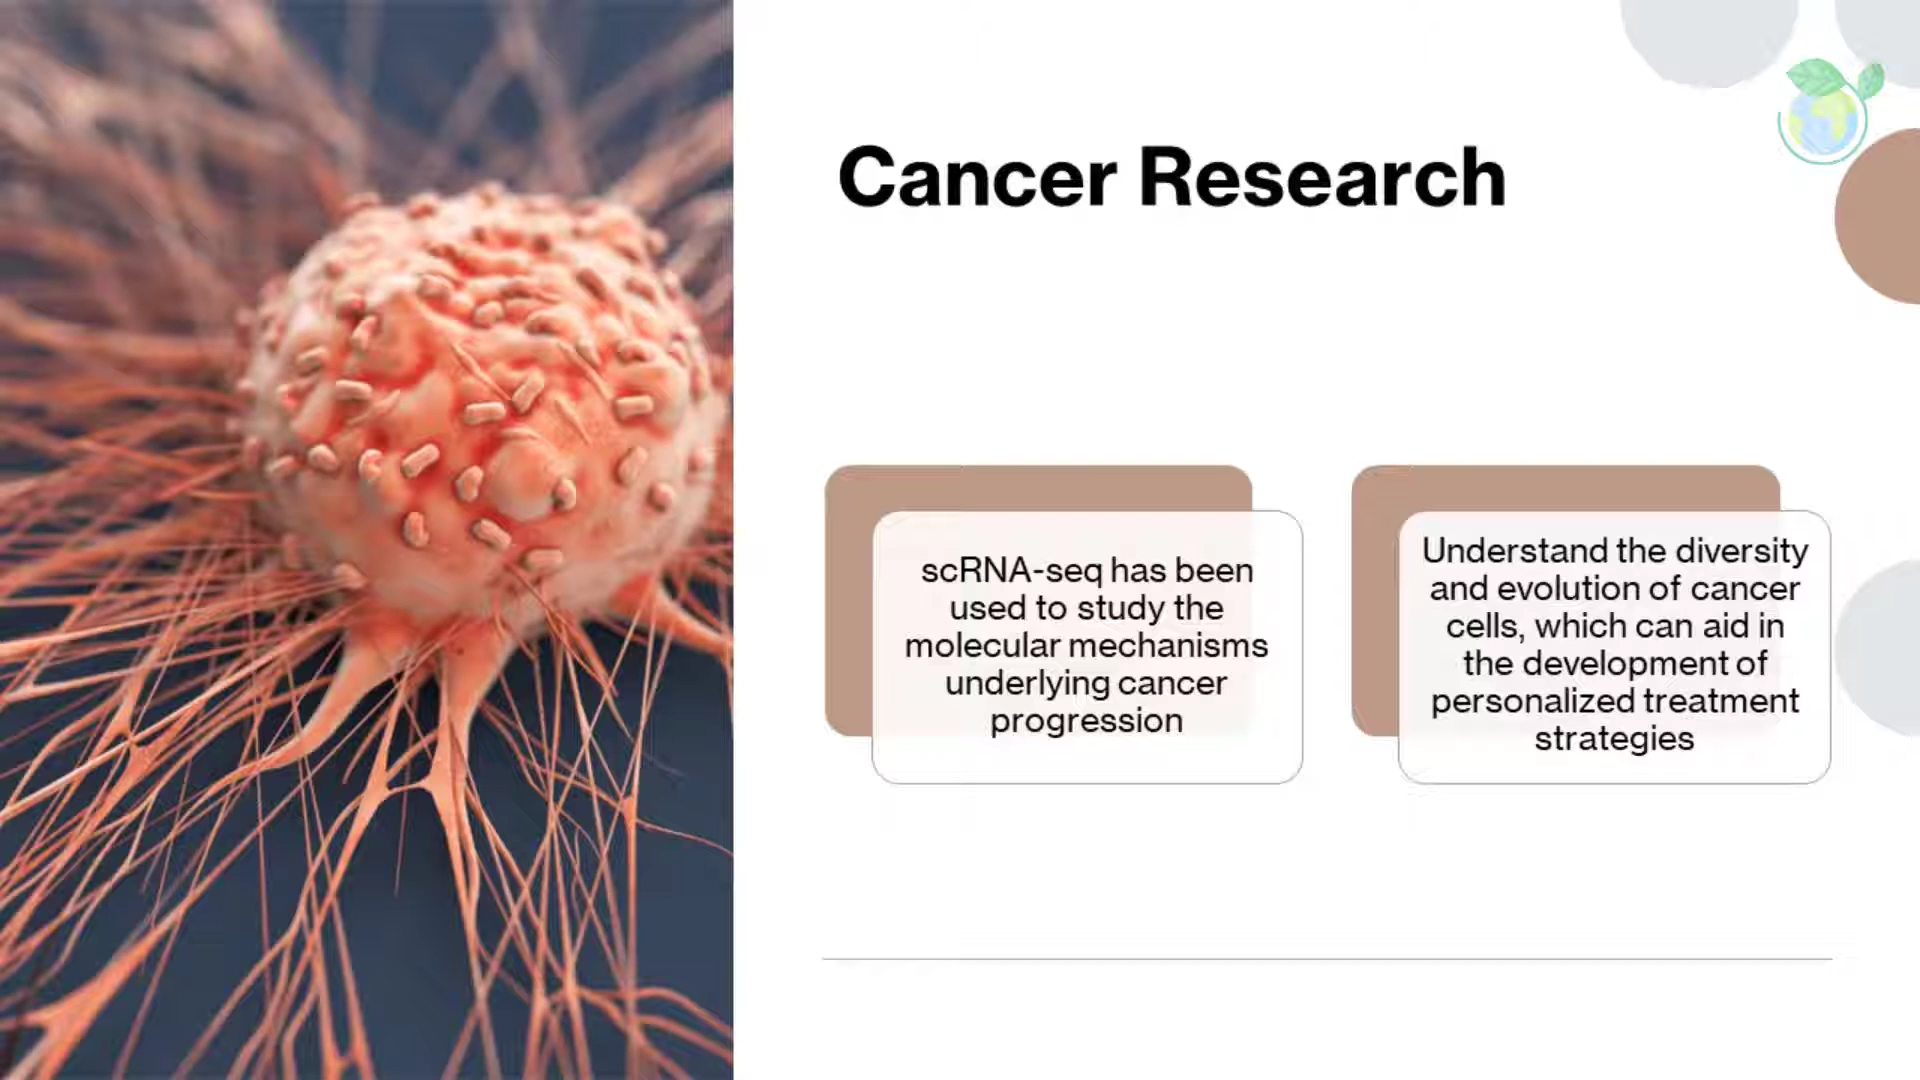 Cancer Research
scRNA-seq has been
used to study the
molecular mechanisms
underlying cancer
progression
Understand the diversity
and evolution of cancer
cells, which can aid in
the development of
personalized treatment
strategies